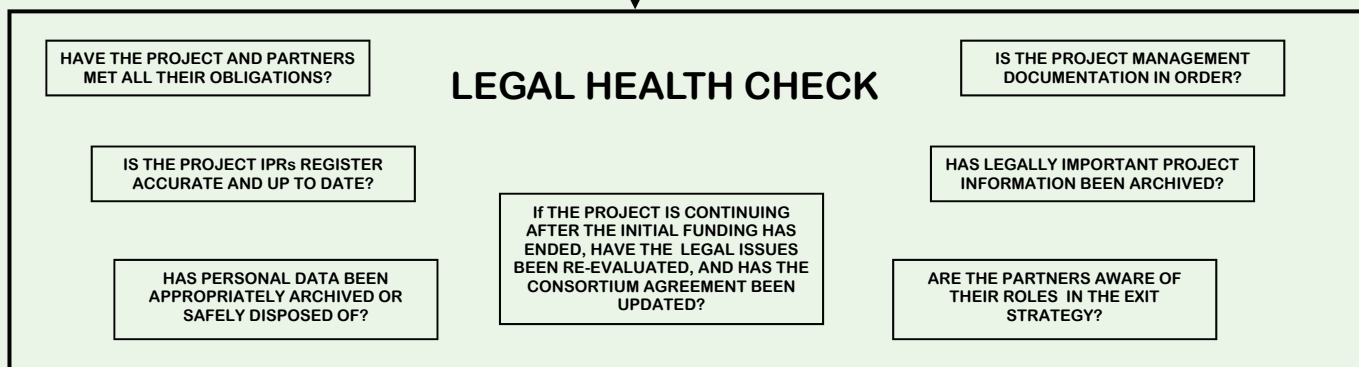 HAVE THE PROJECT AND PARTNERS
MET ALL THEIR OBLIGATIONS?
LEGAL HEALTH CHECK
IS THE PROJECT MANAGEMENT
DOCUMENTATION IN ORDER?
IS THE PROJECT IPRs REGISTER
ACCURATE AND UP TO DATE?
HAS LEGALLY IMPORTANT PROJECT
INFORMATION BEEN ARCHIVED?
If THE PROJECT IS CONTINUING
AFTER THE INITIAL FUNDING HAS
ENDED, HAVE THE LEGAL ISSUES
BEEN RE-EVALUATED, AND HAS THE
CONSORTIUM AGREEMENT BEEN
UPDATED?
HAS PERSONAL DATA BEEN
APPROPRIATELY ARCHIVED OR
SAFELY DISPOSED OF?
ARE THE PARTNERS AWARE OF
THEIR ROLES IN THE EXIT
STRATEGY?